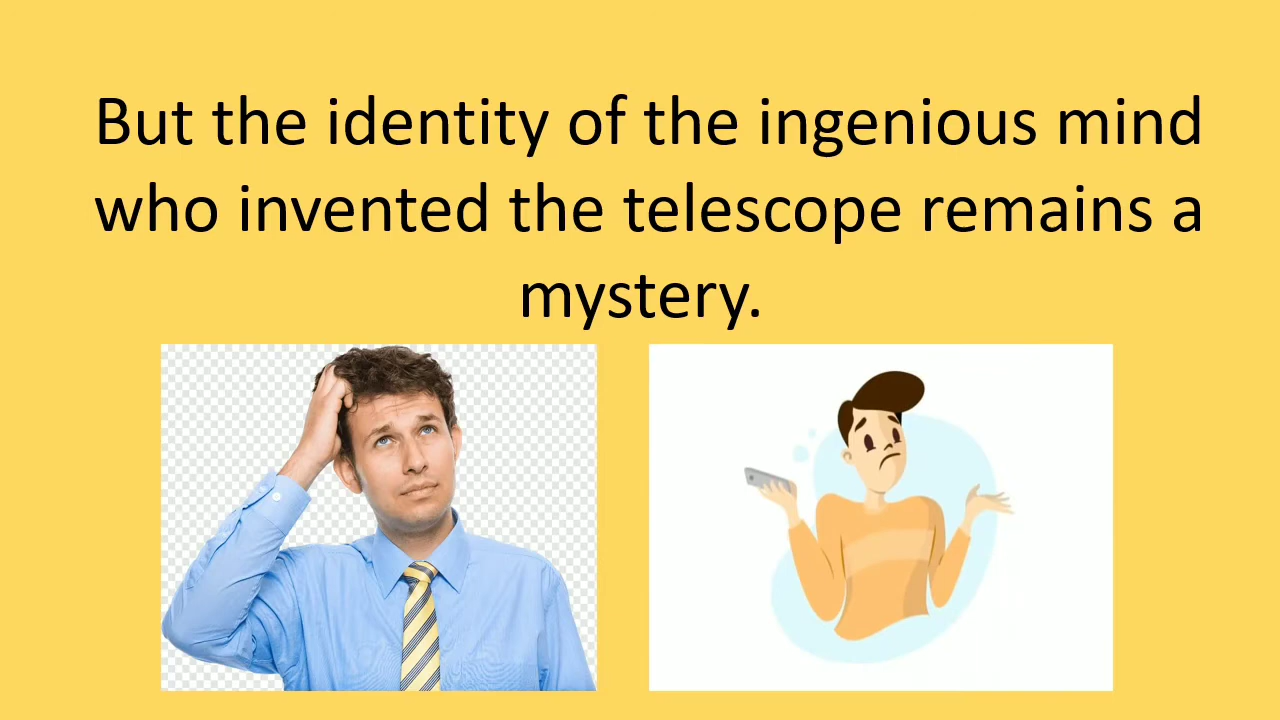 But the identity of the ingenious mind
who invented the telescope remains a
mystery.